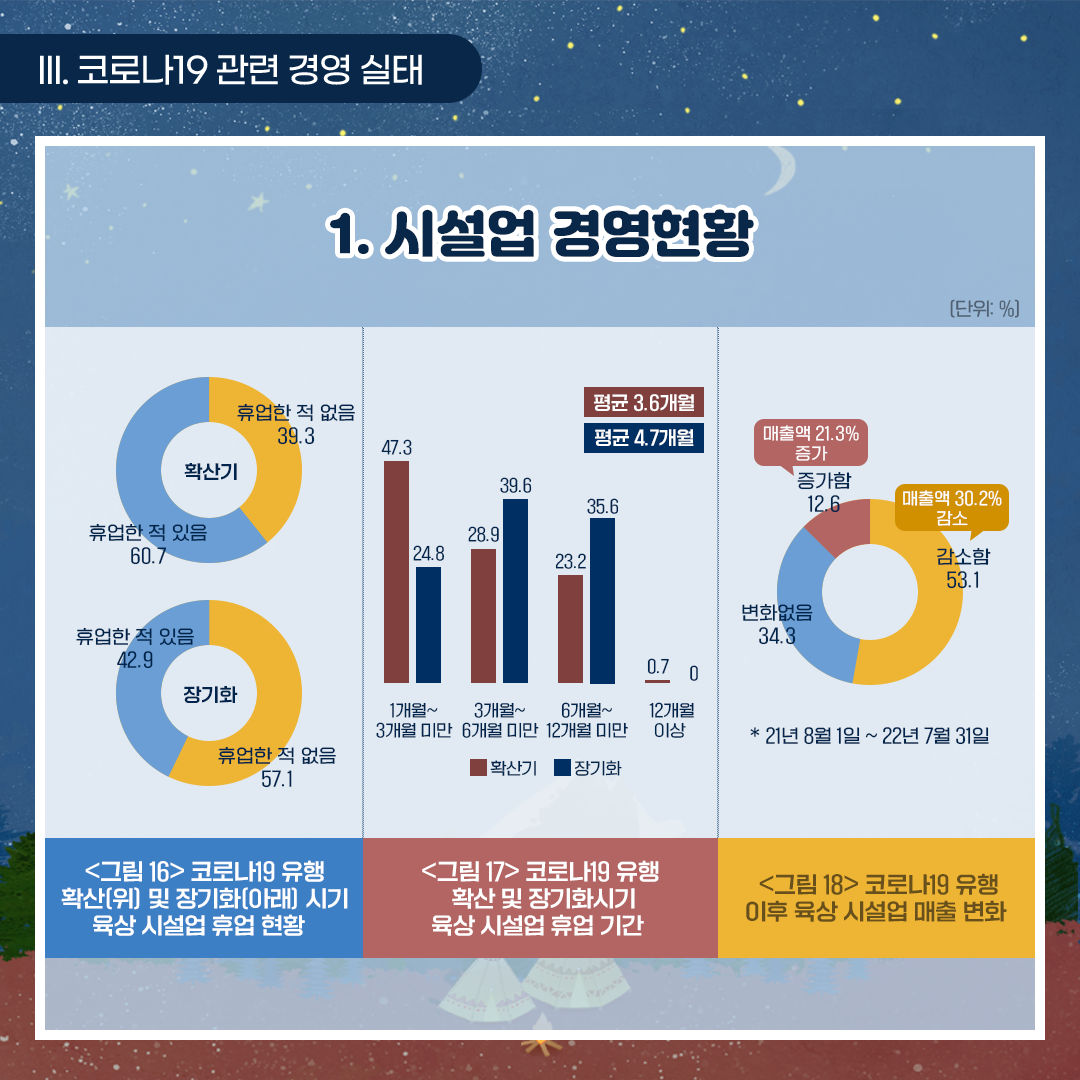 III. 코로나19 관련 경영 실태
1. 시설업 경영현황
(단위: %)
휴업한 적 없음
39.3
확산기
휴업한 적 있음
60.7
휴업한 적 있음
42.9
장기화
휴업한 적 없음
57.1
평균 3.6개월
평균 4.7개월
47.3
24.8
28.9
39.6
23.2
35.6
0.7
0
1개월~
3개월 미만
3개월~
6개월 미만
6개월~
12개월 미만
12개월
이상
확산기
장기화
매출액 21.3%
증가
증가함
12.6
매출액 30.2%
감소
감소함
53.1
변화없음
34.3
* 21년 8월 1일 ~ 22년 7월 31일
<그림 16> 코로나19 유행
확산(위) 및 장기화(아래) 시기
육상 시설업 휴업 현황
<그림 17> 코로나19 유행
확산 및 장기화시기
육상 시설업 휴업 기간
<그림 18> 코로나19 유행
이후 육상 시설업 매출 변화